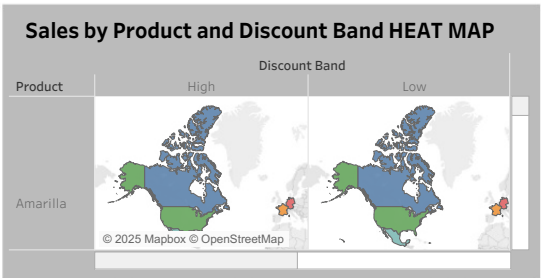 Sales by Product and Discount Band HEAT MAP
Discount Band
Product High Low
Amarilla
© 2025 Mapbox © OpenStreetMap